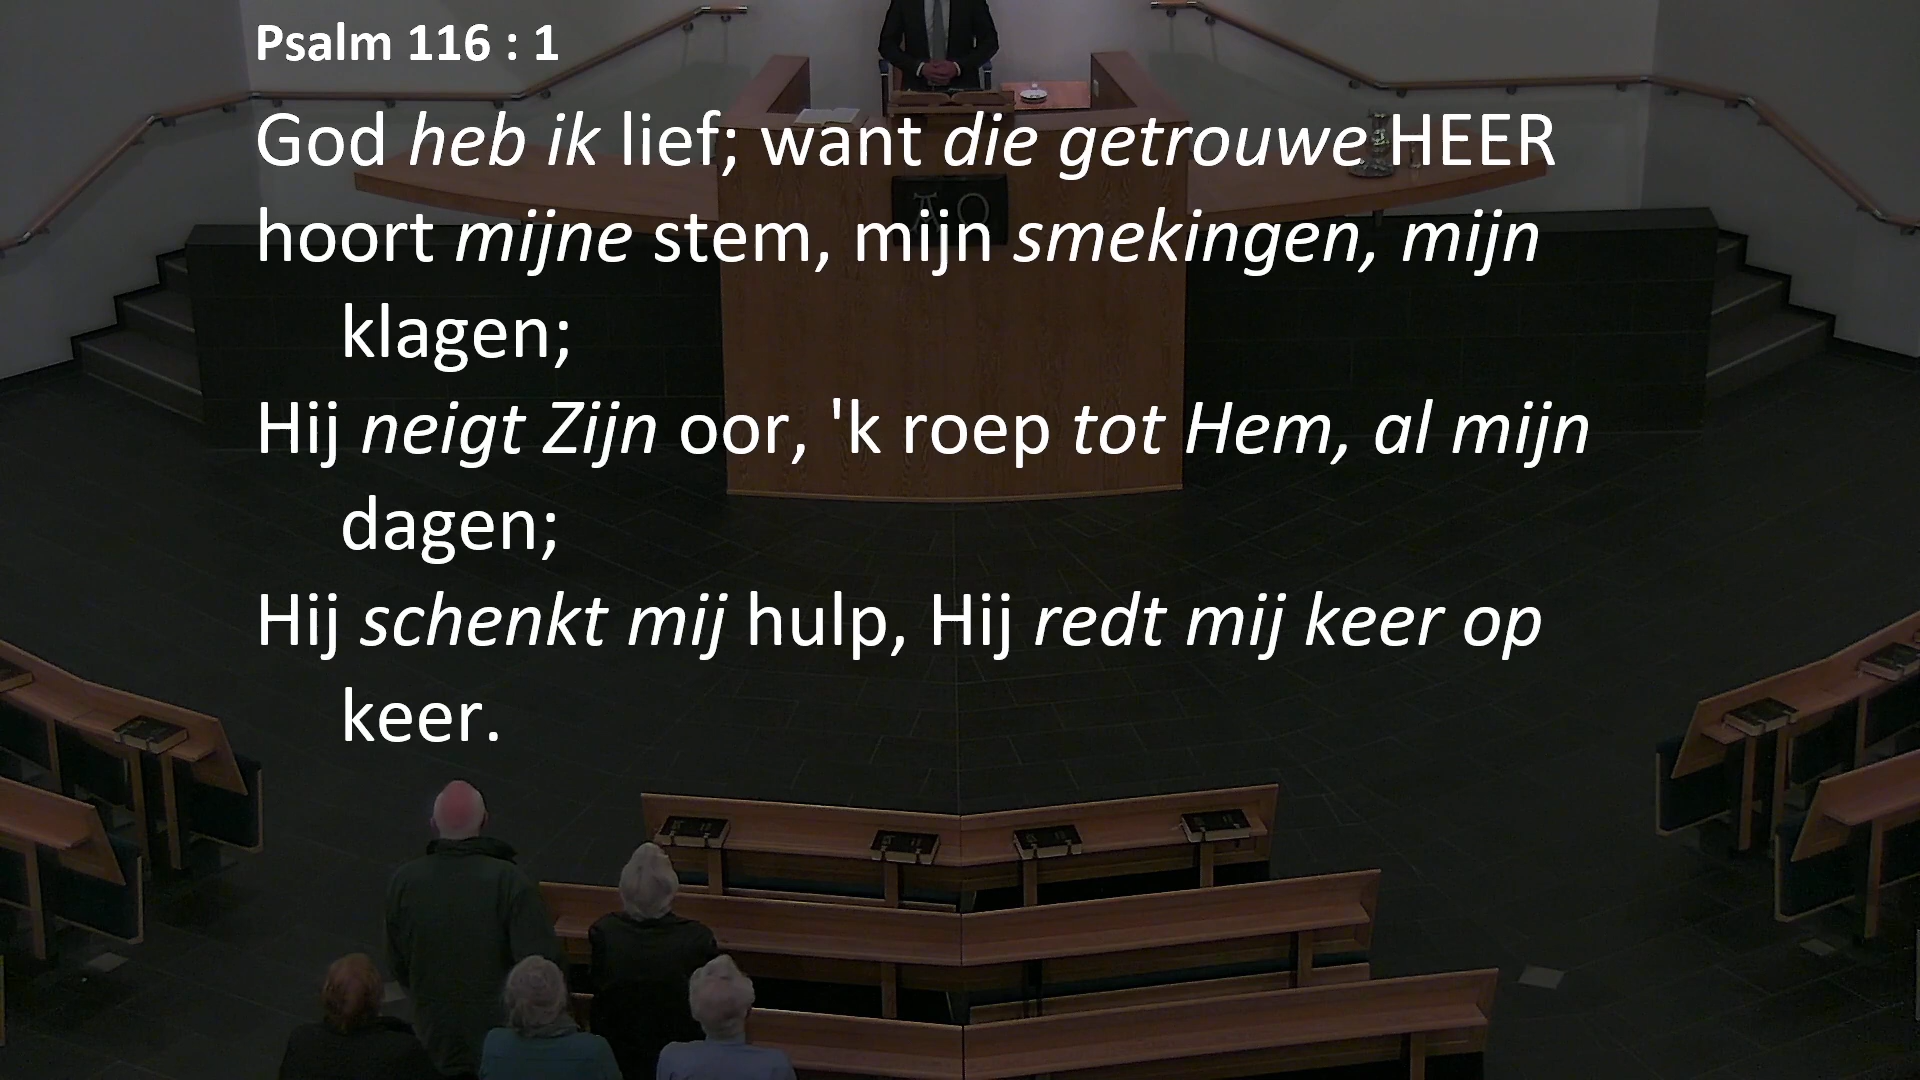 Psalm 116 : 1
God heb ik lief; want die getrouwe HEER
hoort mijne stem, mijn smekingen, mijn
klagen;
Hij neigt Zijn oor, 'k roep tot Hem, al mijn
dagen;
Hij schenkt mij hulp, Hij redt mij keer op
keer.
Α Ω